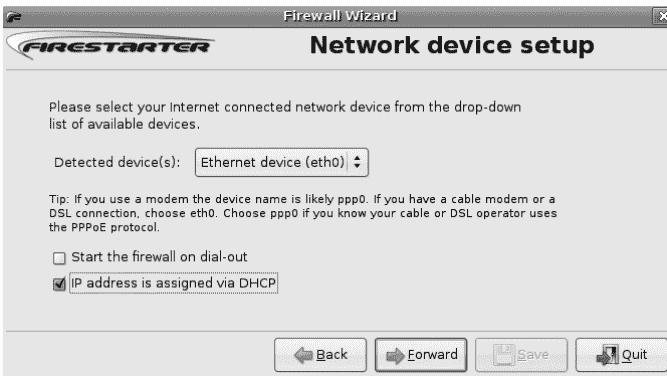 Firewall Wizard
FIRESTARTER
Network device setup
Please select your Internet connected network device from the drop-down
list of available devices.
Detected device(s): Ethernet device (eth0)
Tip: If you use a modem the device name is likely ppp0. If you have a cable modem or a
DSL connection, choose eth0. Choose ppp0 if you know your cable or DSL operator uses
the PPPoE protocol.
Start the firewall on dial-out
IP address is assigned via DHCP
Back Forward Save Quit